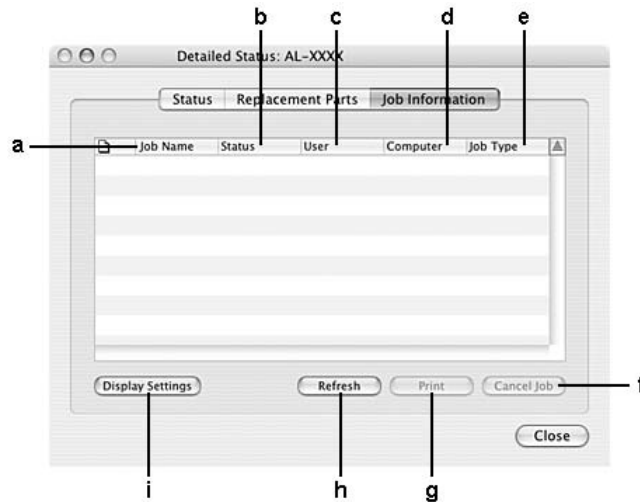 b c d e
Detailed Status: AL-XXXX
Status Replacement Parts Job Information
a Job Name Status User Computer Job Type
Display Settings Refresh Print Cancel Job f
Close
i h g